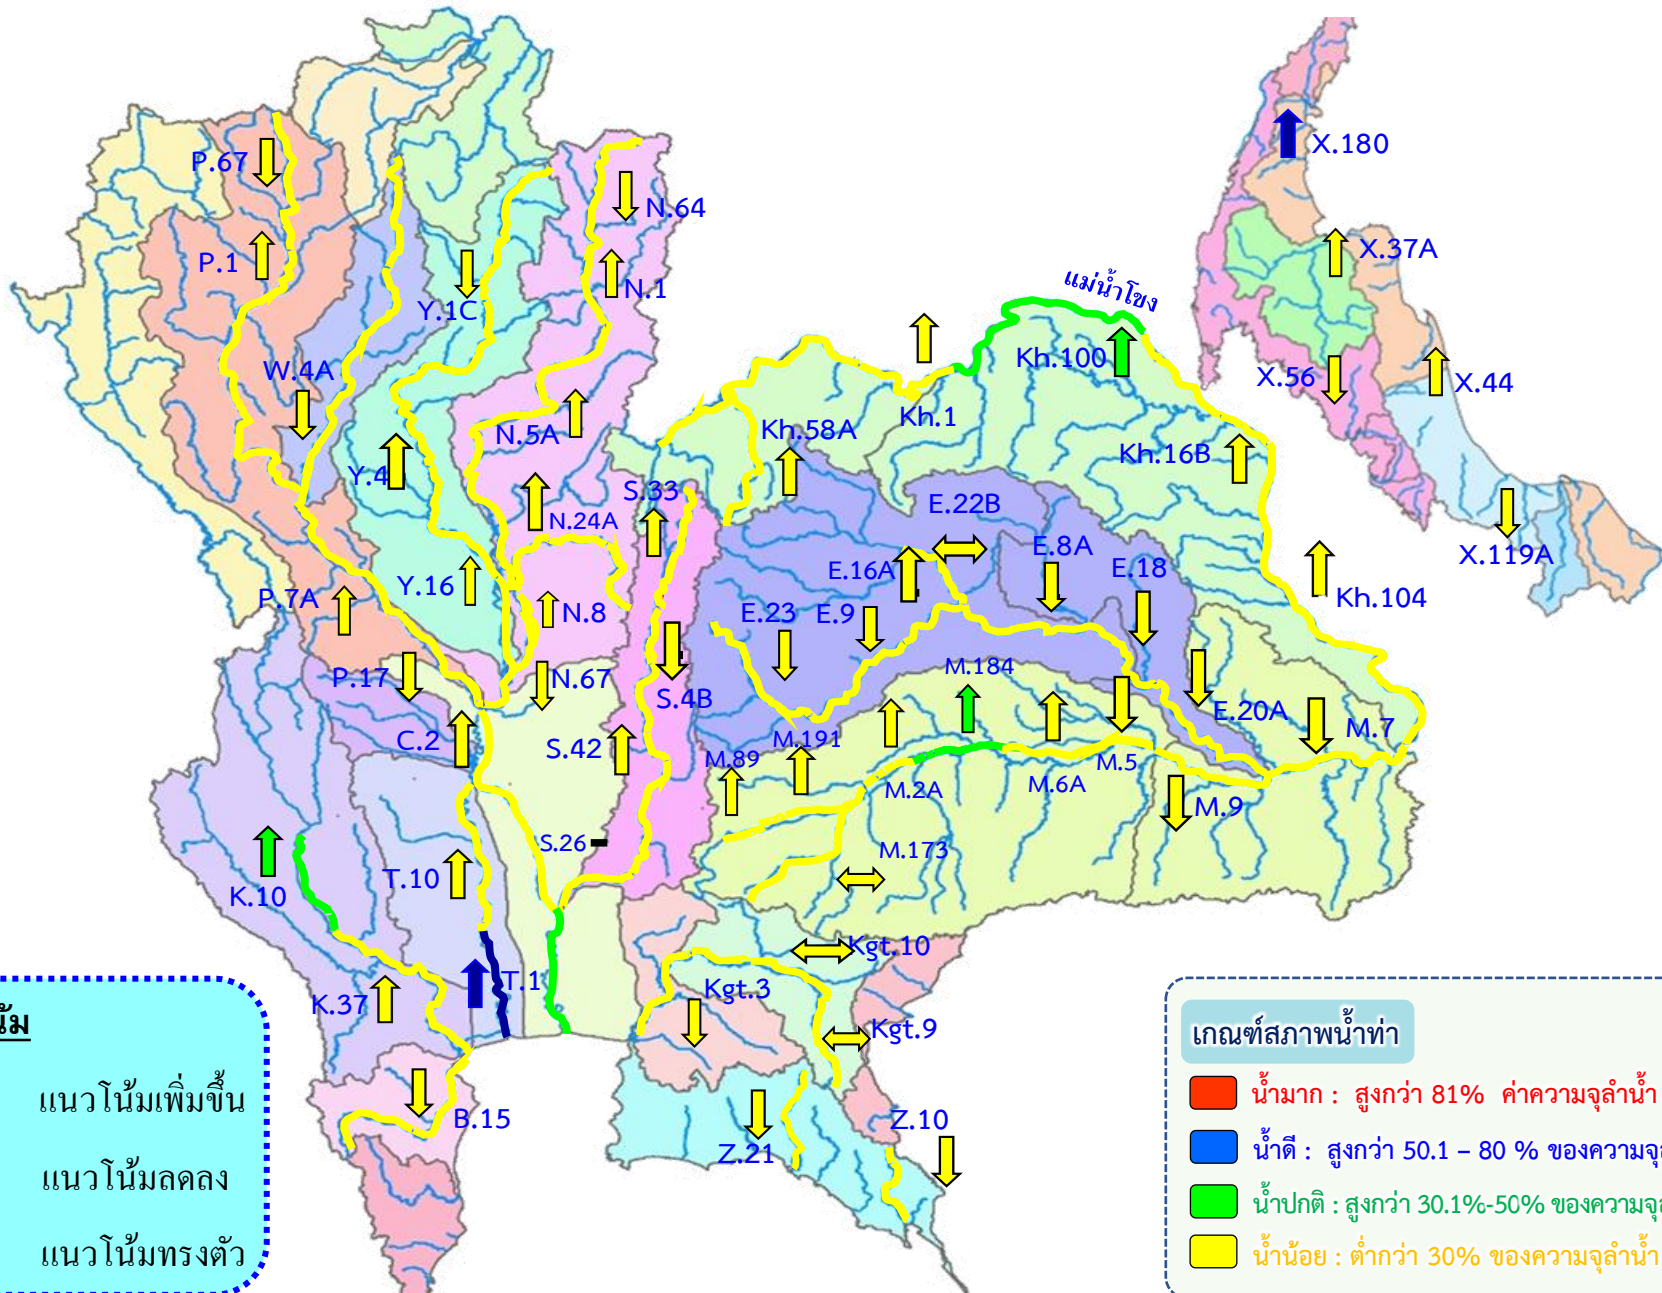 P.67
N.64
P.1
N.1
Y.1C
W.4A
Y.4
N.5A
N.24A
S.33
P.7A
Y.16
N.8
P.17
N.67
S.4B
C.2
S.42
S.26
T.10
K.10
T.1
K.37
B.15
แม่น้ำโขง
Kh.100
Kh.1
Kh.58A
Kh.16B
Kh.104
E.22B
E.8A
E.18
E.16A
E.23
E.9
M.184
E.20A
M.7
M.191
M.89
M.2A
M.6A
M.5
M.9
M.173
Kgt.10
Kgt.3
Kgt.9
Z.10
Z.21
X.180
X.37A
X.56
X.44
X.119A
แนวโน้มเพิ่มขึ้น
แนวโน้มลดลง
แนวโน้มทรงตัว
เกณฑ์สภาพน้ำท่า
น้ำมาก : สูงกว่า 81% ค่าความจุลำน้ำ
น้ำดี : สูงกว่า 50.1 – 80 % ของความจุ
น้ำปกติ : สูงกว่า 30.1%-50% ของความจุ
น้ำน้อย : ต่ำกว่า 30% ของความจุลำน้ำ